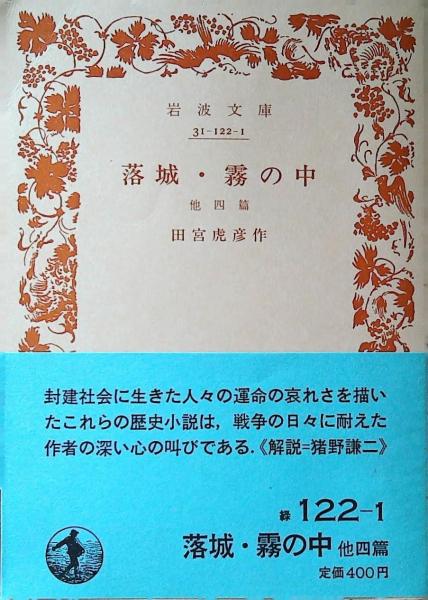 岩波文庫
31-122-1
落城・霧の中
他四篇
田宮虎彦作
封建社会に生きた人々の運命の哀れさを描い
たこれらの歴史小説は，戦争の日々に耐えた
作者の深い心の叫びである.《解説=猪野謙二》
緑 122-1
落城・霧の中 他四篇
定価400円